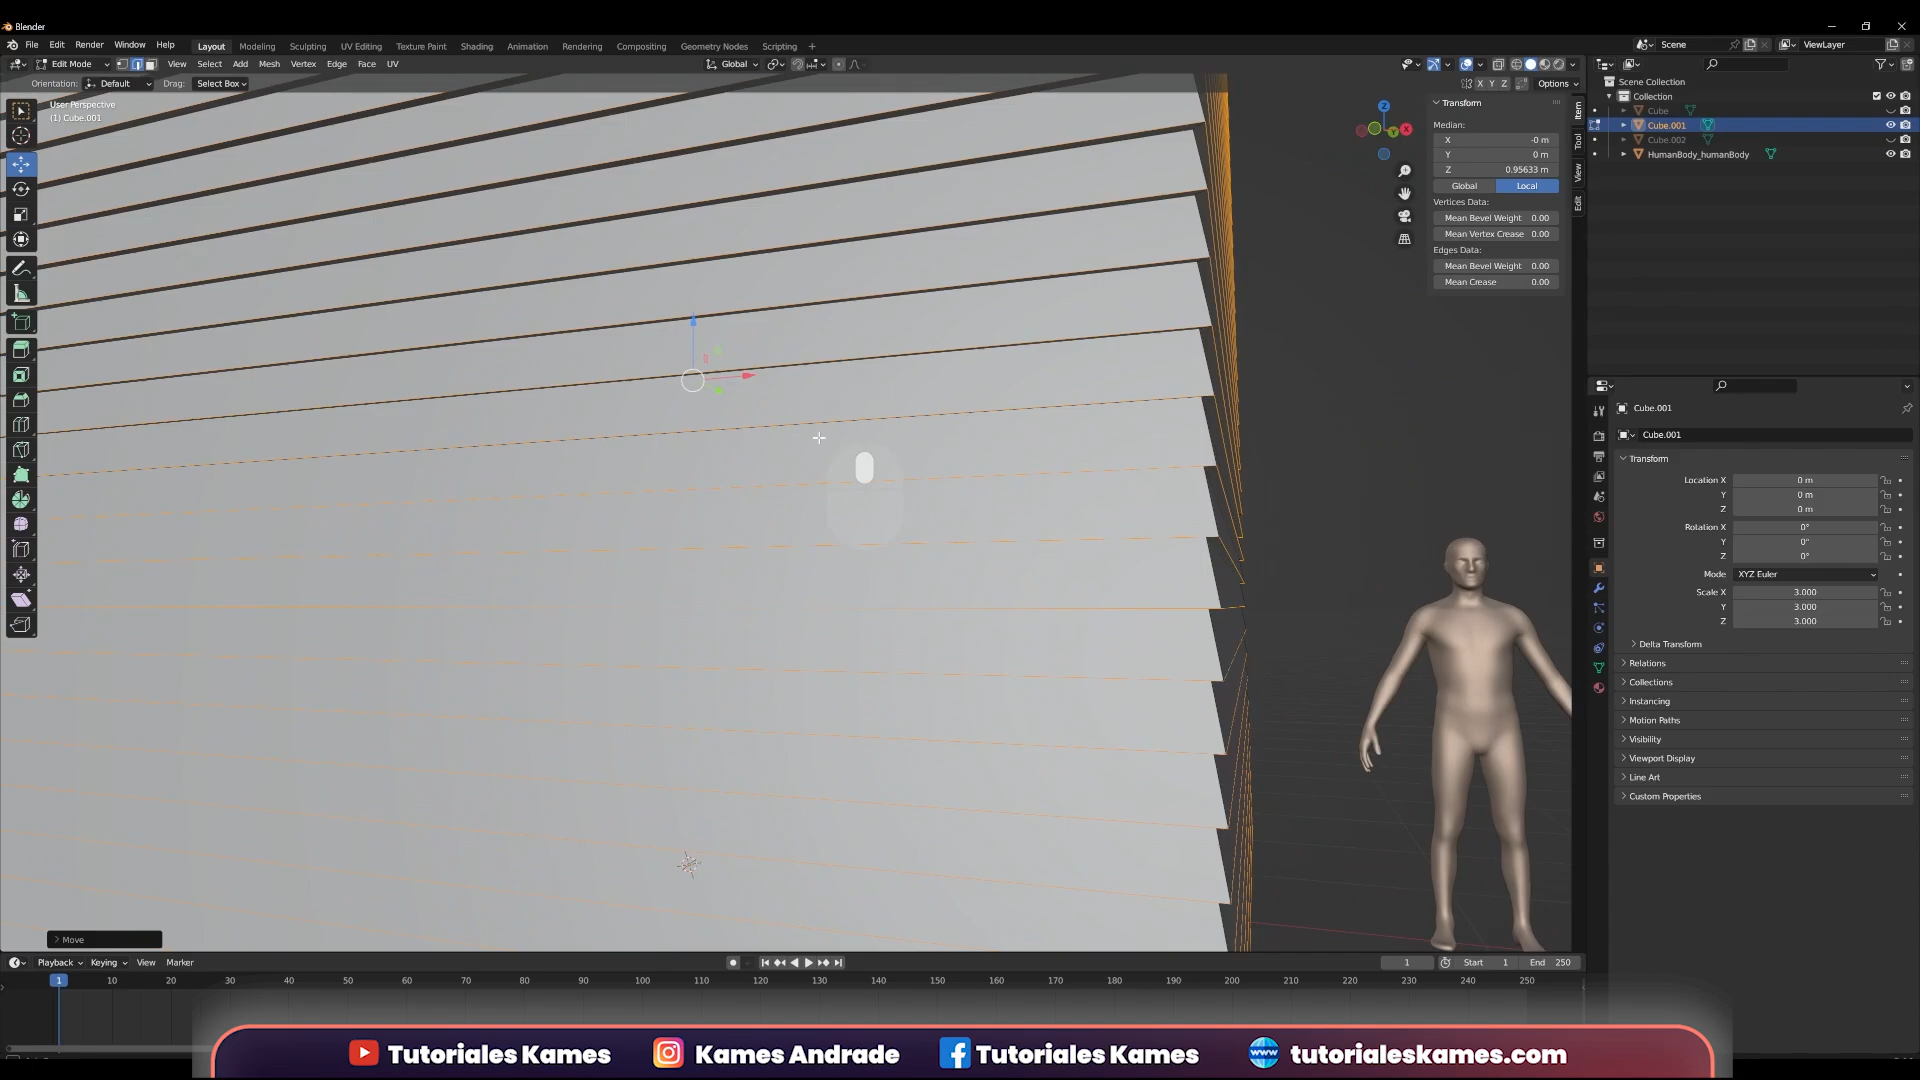 Blender
File Edit Render Window Help
Layout Modeling Sculpting UV Editing Texture Paint Shading Animation Rendering Compositing Geometry Nodes Scripting +
Scene
ViewLayer
Edit Mode View Select Add Mesh Vertex Edge Face UV
Global
Orientation: Default Drag: Select Box
X Y Z Options
User Perspective
(1) Cube.001
Transform
Median:
X -0 m
Y 0 m
Z 0.95633 m
Global Local
Vertices Data:
Mean Bevel Weight 0.00
Mean Vertex Crease 0.00
Edges Data:
Mean Bevel Weight 0.00
Mean Crease 0.00
Item
Tool
View
Edit
Z
Y
X
Scene Collection
Collection
Cube
Cube.001
Cube.002
HumanBody_humanBody
Cube.001
Cube.001
Transform
Location X 0 m
Y 0 m
Z 0 m
Rotation X 0°
Y 0°
Z 0°
Mode XYZ Euler
Scale X 3.000
Y 3.000
Z 3.000
Delta Transform
Relations
Collections
Instancing
Motion Paths
Visibility
Viewport Display
Line Art
Custom Properties
Move
Playback Keying View Marker
1 Start 1 End 250
1 10 20 30 40 50 60 70 80 90 100 110 120 130 140 150 160 170 180 190 200 210 220 230 240 250
Tutoriales Kames Kames Andrade Tutoriales Kames www tutorialeskames.com